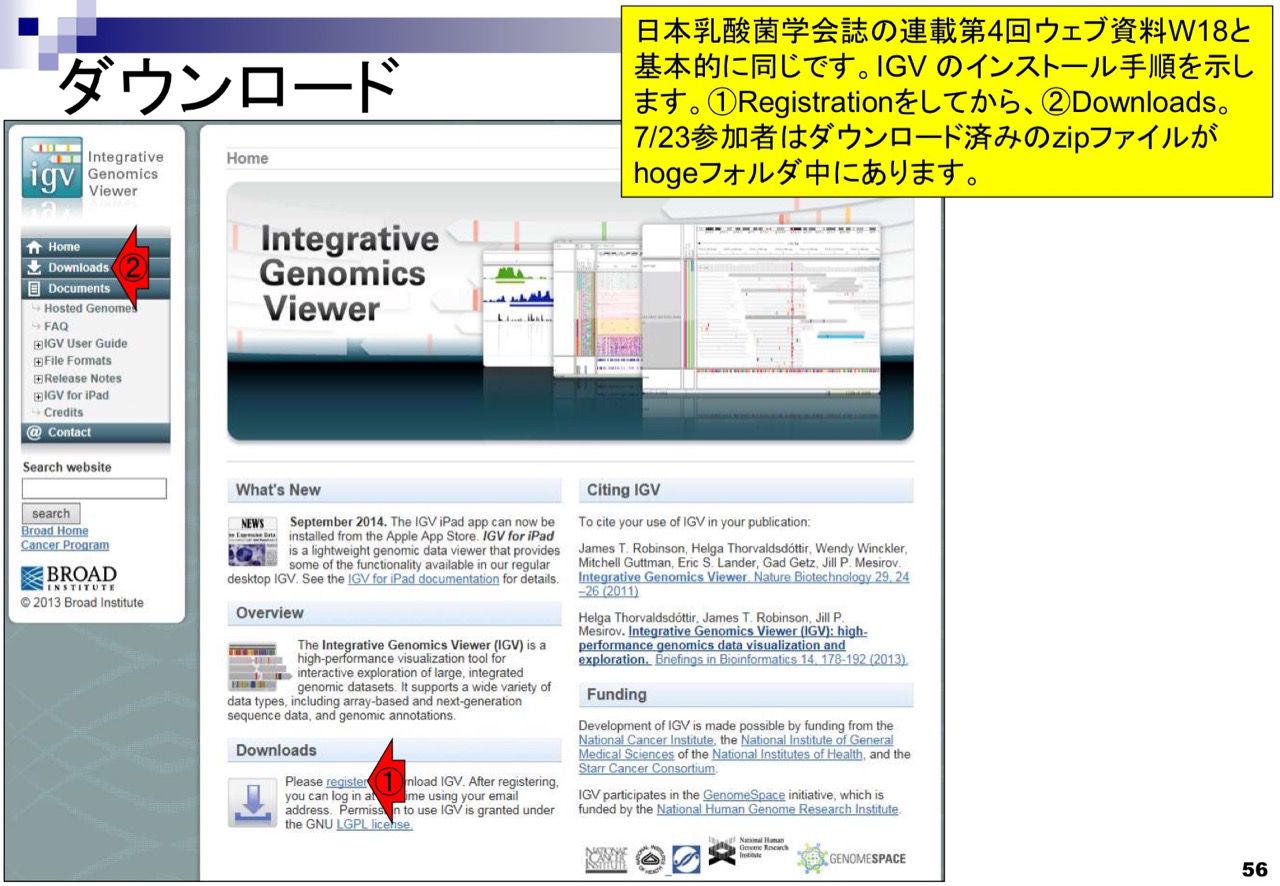 ダウンロード
日本乳酸菌学会誌の連載第4回ウェブ資料W18と
基本的に同じです。IGV のインストール手順を示し
ます。①Registrationをしてから、②Downloads。
7/23参加者はダウンロード済みのzipファイルが
hogeフォルダ中にあります。
igv
Integrative
Genomics
Viewer
Home
Downloads
②
Documents
Hosted Genomes
FAQ
IGV User Guide
File Formats
Release Notes
IGV for iPad
Credits
Contact
Search website
search
Broad Home
Cancer Program
BROAD
INSTITUTE
© 2013 Broad Institute
Home
Integrative
Genomics
Viewer
What's New
NEWS
September 2014. The IGV iPad app can now be
installed from the Apple App Store. IGV for iPad
is a lightweight genomic data viewer that provides
some of the functionality available in our regular
desktop IGV. See the IGV for iPad documentation for details.
Overview
The Integrative Genomics Viewer (IGV) is a
high-performance visualization tool for
interactive exploration of large, integrated
genomic datasets. It supports a wide variety of
data types, including array-based and next-generation
sequence data, and genomic annotations.
Downloads
Please register ① nload IGV. After registering,
you can log in at me using your email
address. Permiss to use IGV is granted under
the GNU LGPL license.
Citing IGV
To cite your use of IGV in your publication:
James T. Robinson, Helga Thorvaldsdóttir, Wendy Winckler,
Mitchell Guttman, Eric S. Lander, Gad Getz, Jill P. Mesirov.
Integrative Genomics Viewer. Nature Biotechnology 29, 24
–26 (2011)
Helga Thorvaldsdóttir, James T. Robinson, Jill P.
Mesirov. Integrative Genomics Viewer (IGV): high-
performance genomics data visualization and
exploration. Briefings in Bioinformatics 14, 178-192 (2013).
Funding
Development of IGV is made possible by funding from the
National Cancer Institute, the National Institute of General
Medical Sciences of the National Institutes of Health, and the
Starr Cancer Consortium.
IGV participates in the GenomeSpace initiative, which is
funded by the National Human Genome Research Institute.
NATIONAL
CANCER
INSTITUTE
National Human
Genome Research
Institute
GENOMESPACE
56